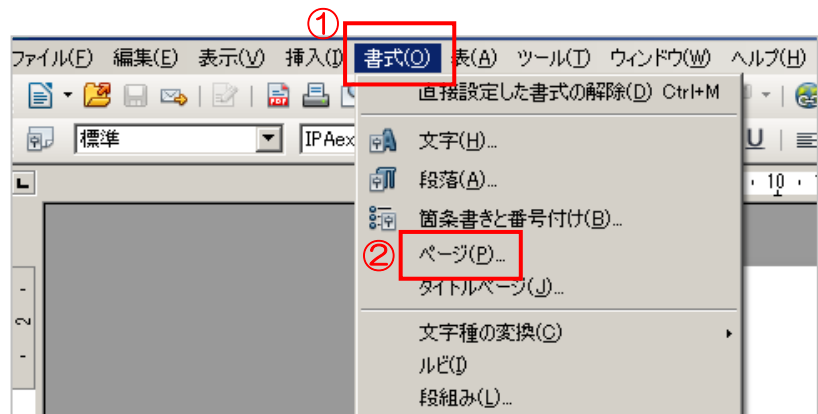 ①
ファイル(F) 編集(E) 表示(V) 挿入(I) 書式(O) 表(A) ツール(T) ウィンドウ(W) ヘルプ(H)
直接設定した書式の解除(D) Ctrl+M
標準 IPAex U
文字(H)...
段落(A)...
10
箇条書きと番号付け(B)...
② ページ(P)...
タイトルページ(J)...
2
文字種の変換(C)
ルビ(I)
段組み(L)...